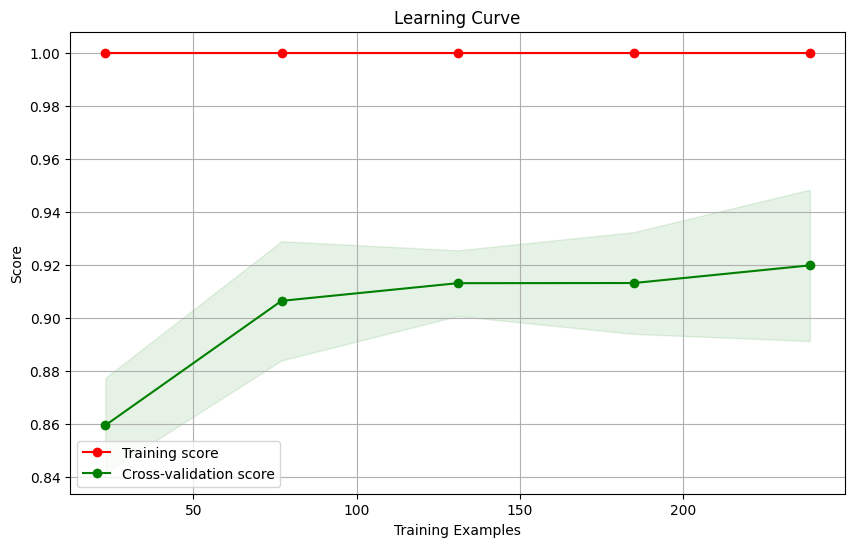 Learning Curve
1.00
0.98
0.96
0.94
0.92
0.90
0.88
0.86
0.84
Score
Training score
Cross-validation score
50
100
150
200
Training Examples